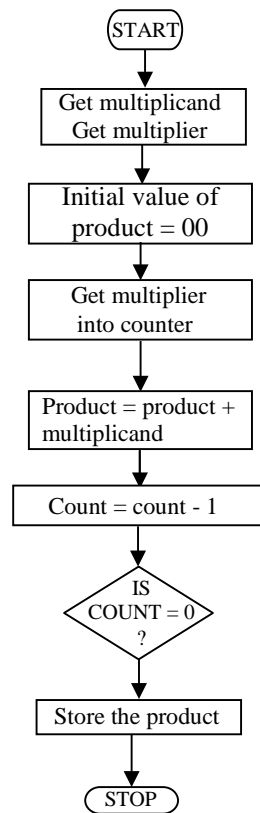 START
Get multiplicand
Get multiplier
Initial value of
product = 00
Get multiplier
into counter
Product = product +
multiplicand
Count = count - 1
IS
COUNT = 0
?
Store the product
STOP